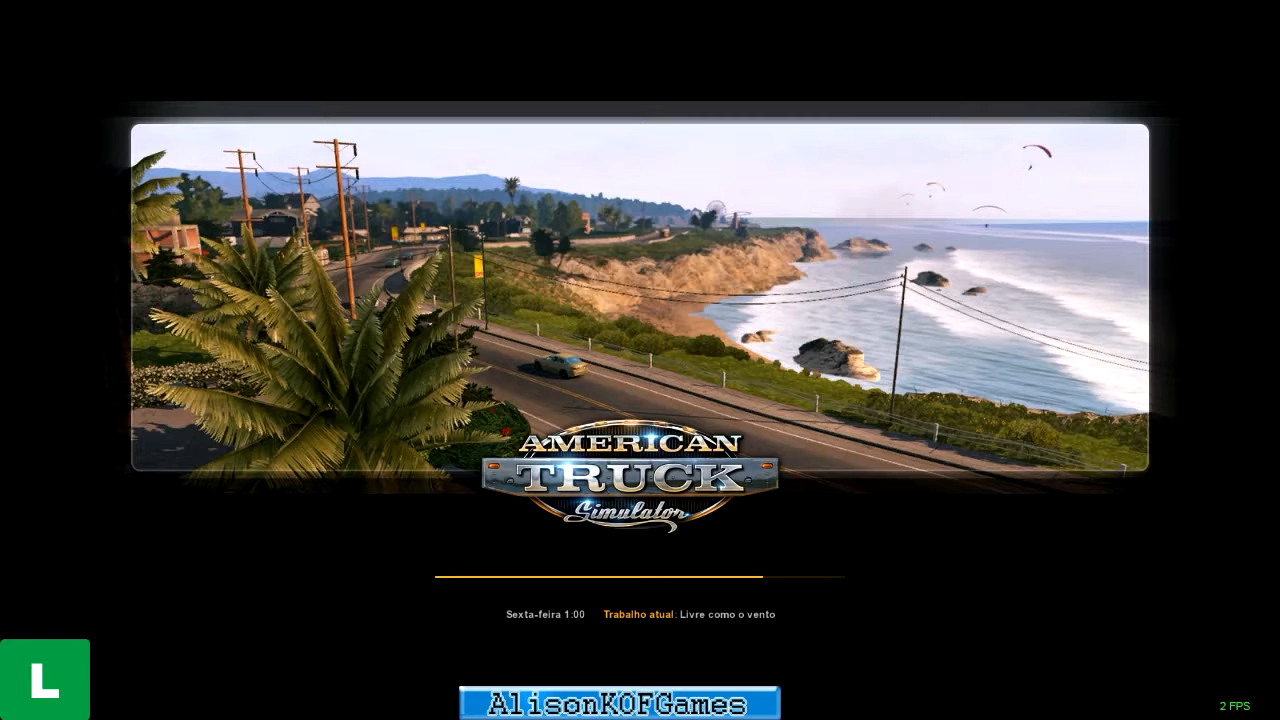 AMERICAN
TRUCK
Simulator
Sexta-feira 1:00 Trabalho atual: Livre como o vento
L
AlisonKOFGames
2 FPS